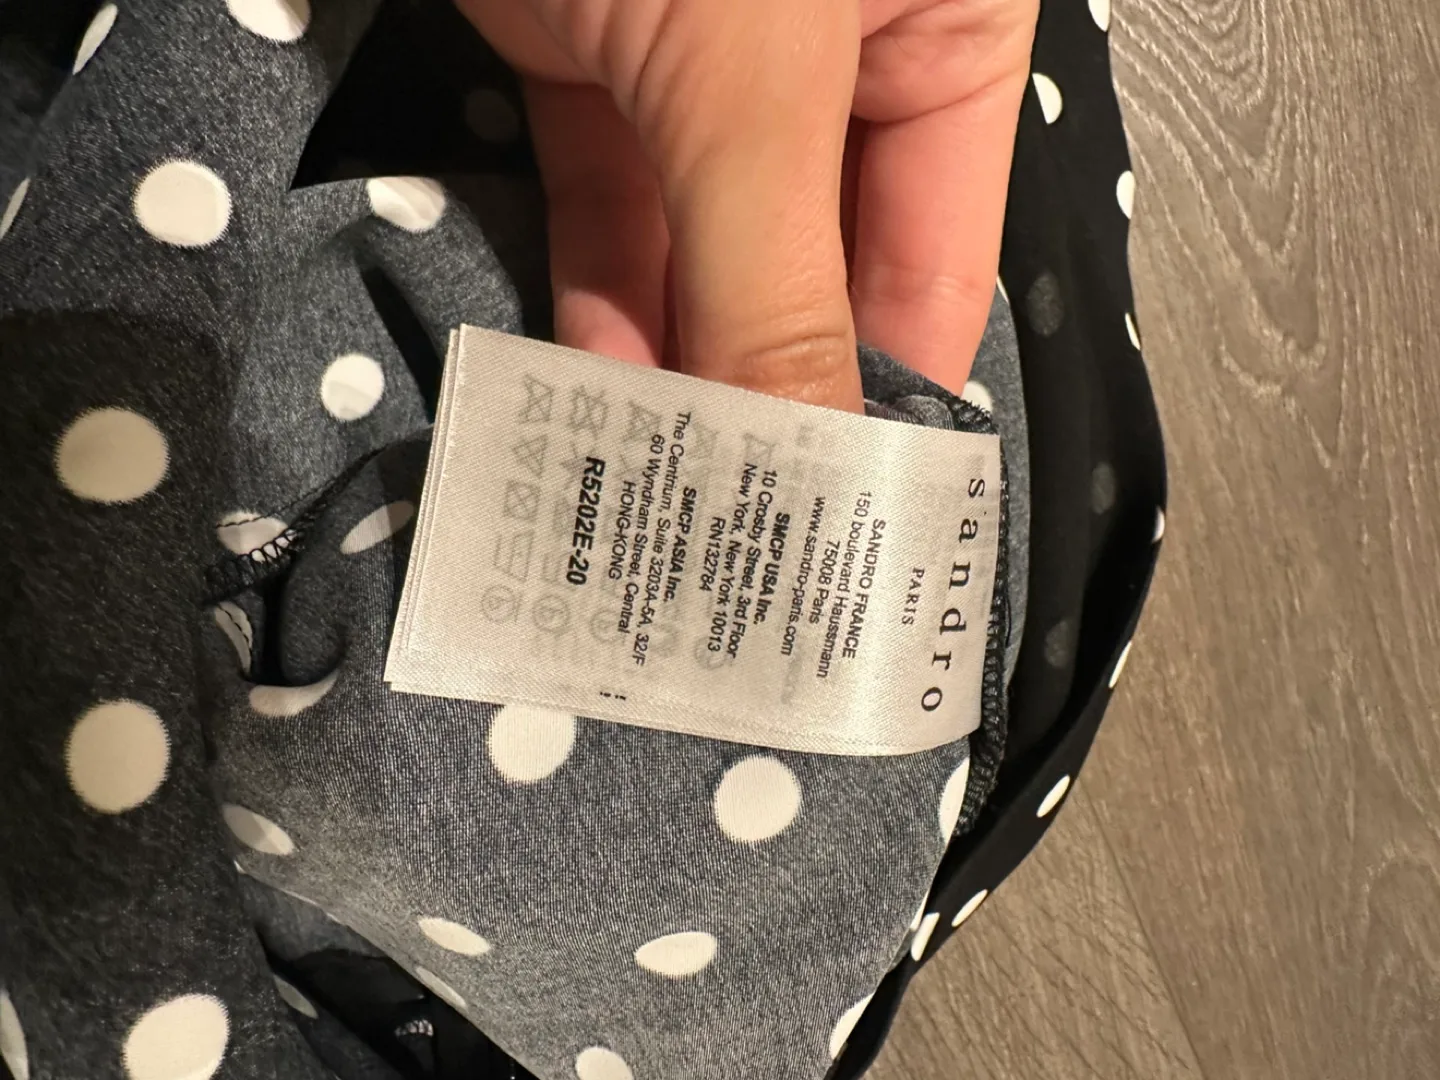 sandro
PARIS
SANDRO FRANCE
150 boulevard Haussmann
75008 Paris
www.sandro-paris.com
SMCP USA Inc.
10 Crosby Street, 3rd Floor
New York, New York 10013
RN132784
SMCP ASIA Inc.
The Centrium, Suite 3203A-5A, 32/F
60 Wyndham Street, Central
HONG-KONG
R5202E-20